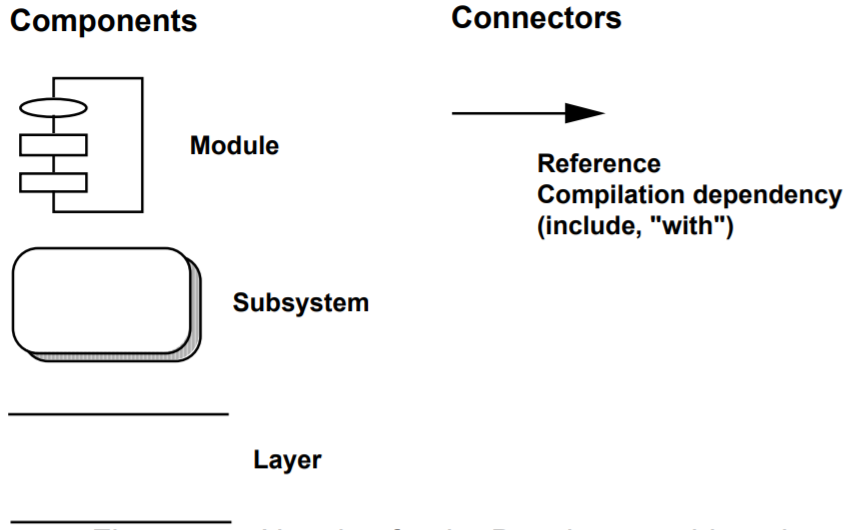 Components
Connectors
Module
Reference
Compilation dependency
(include, "with")
Subsystem
Layer